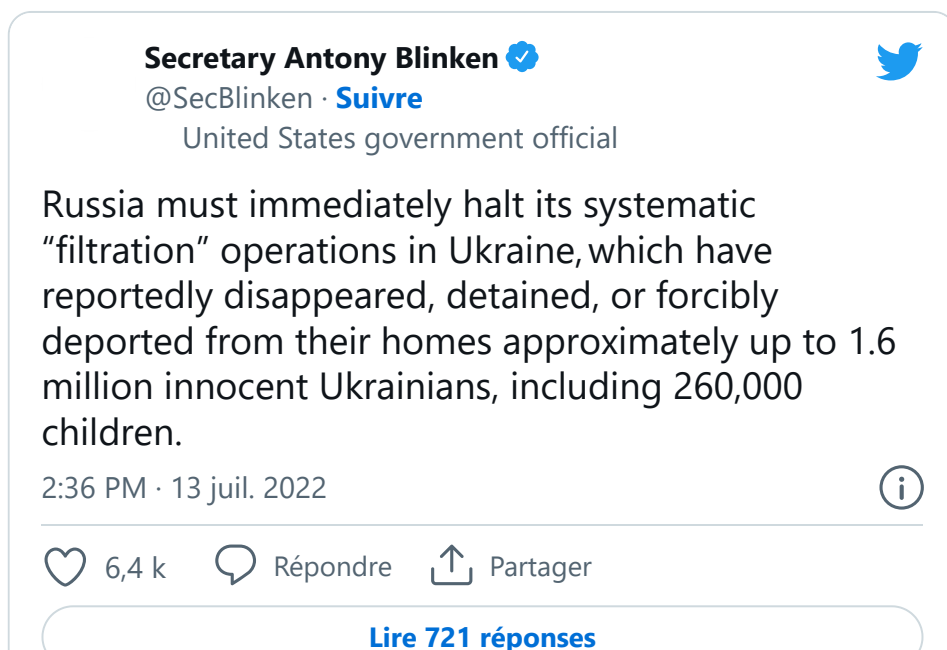 Secretary Antony Blinken
@SecBlinken · Suivre
United States government official
Russia must immediately halt its systematic
“filtration” operations in Ukraine, which have
reportedly disappeared, detained, or forcibly
deported from their homes approximately up to 1.6
million innocent Ukrainians, including 260,000
children.
2:36 PM · 13 juil. 2022
6,4 k Répondre Partager
Lire 721 réponses